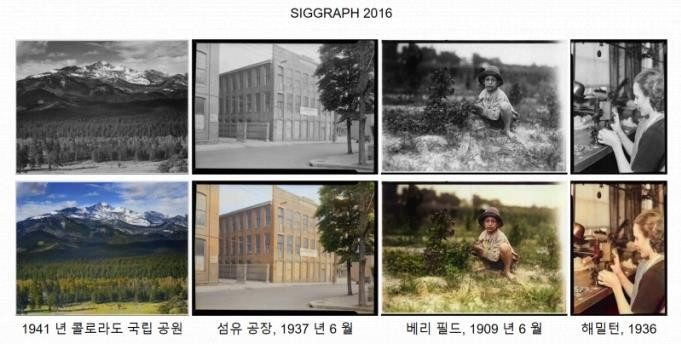 SIGGRAPH 2016
1941 년 콜로라도 국립 공원
섬유 공장, 1937 년 6 월
베리 필드, 1909 년 6 월
해밀턴, 1936